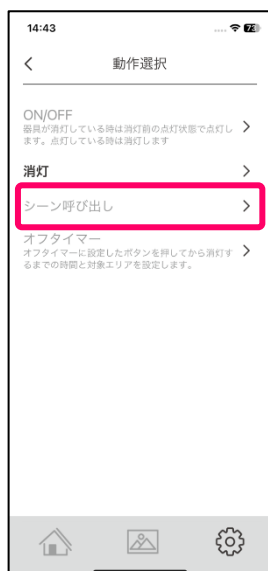 14:43
73
動作選択
ON/OFF
器具が消灯している時は消灯前の点灯状態で点灯し
ます。点灯している時は消灯します
消灯
シーン呼び出し
オフタイマー
オフタイマーに設定したボタンを押してから消灯す
るまでの時間と対象エリアを設定します。